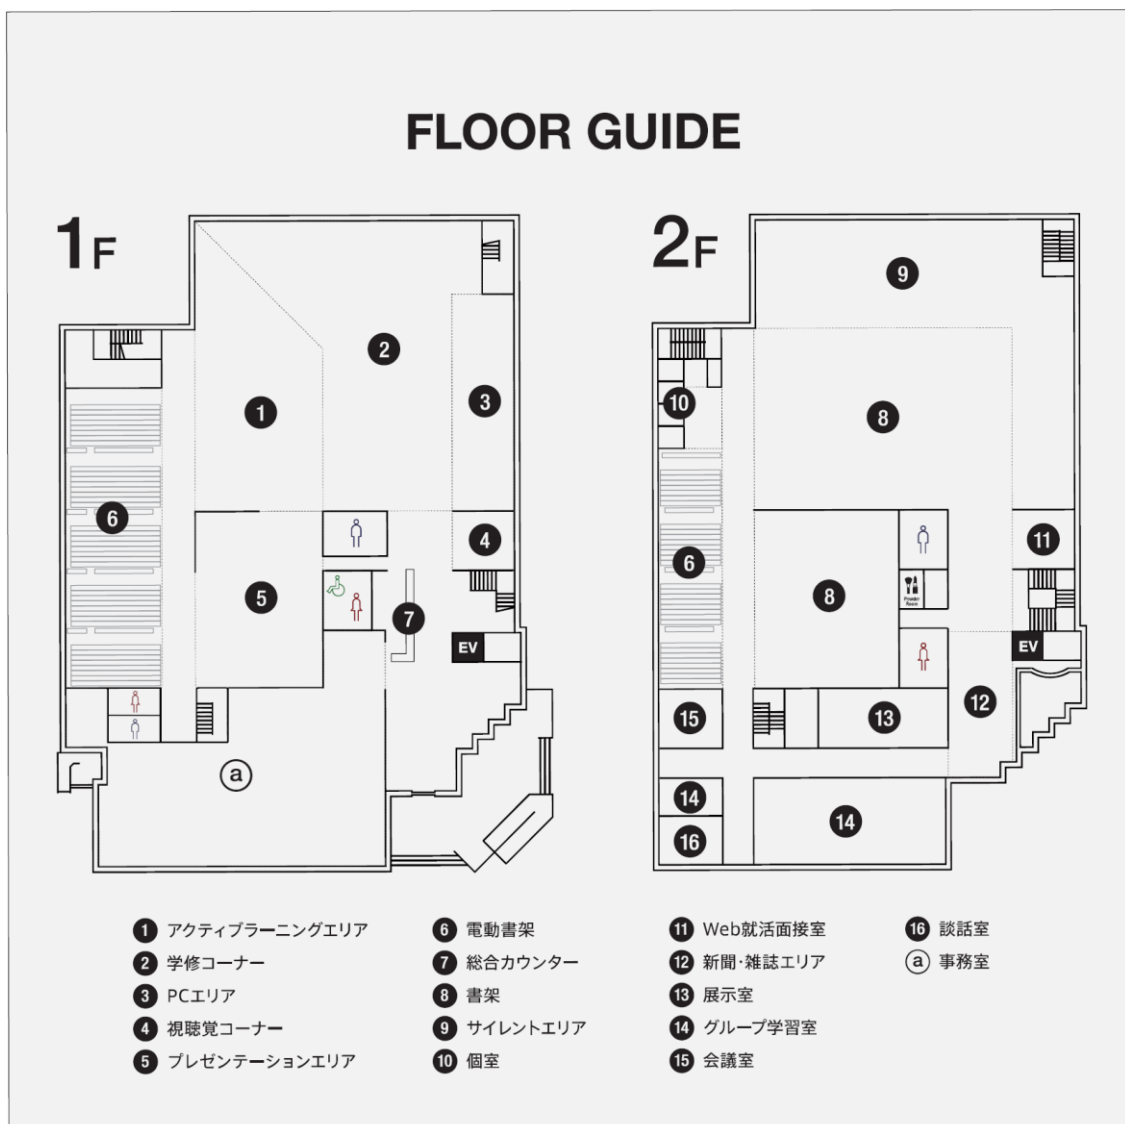 FLOOR GUIDE
1F
2F
1
2
3
4
5
6
7
EV
a
6
8
8
9
10
11
12
13
14
14
15
16
Powder
Room
EV
1 アクティブラーニングエリア
2 学修コーナー
3 PCエリア
4 視聴覚コーナー
5 プレゼンテーションエリア
6 電動書架
7 総合カウンター
8 書架
9 サイレントエリア
10 個室
11 Web就活面接室
12 新聞・雑誌エリア
13 展示室
14 グループ学習室
15 会議室
16 談話室
a 事務室